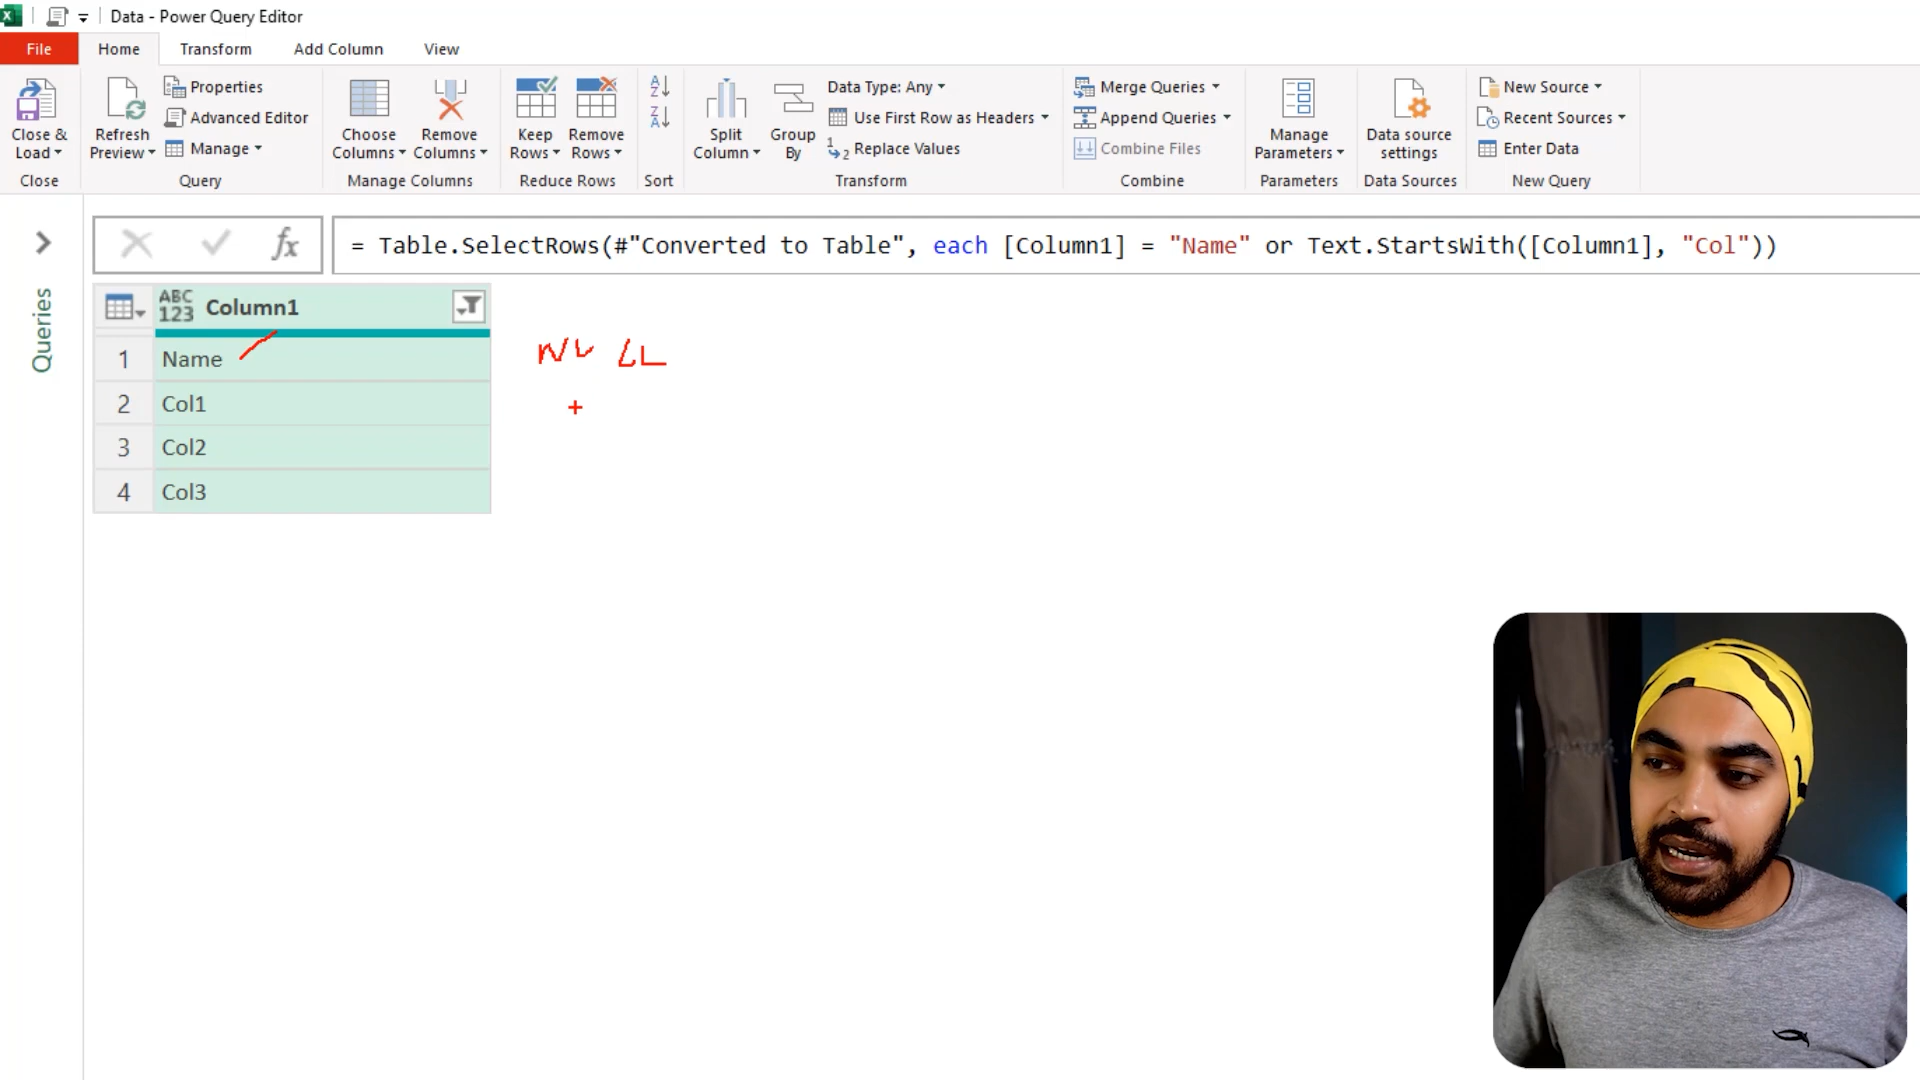 Data - Power Query Editor
File Home Transform Add Column View
Close & Load
Refresh Preview
Properties
Advanced Editor
Manage
Choose Columns
Remove Columns
Keep Rows
Remove Rows
Split Column
Group By
Data Type: Any
Use First Row as Headers
Replace Values
Merge Queries
Append Queries
Combine Files
Manage Parameters
Data source settings
New Source
Recent Sources
Enter Data
Close Query Manage Columns Reduce Rows Sort Transform Combine Parameters Data Sources New Query
fx = Table.SelectRows(#"Converted to Table", each [Column1] = "Name" or Text.StartsWith([Column1], "Col"))
Queries
ABC 123 Column1
1 Name
2 Col1
3 Col2
4 Col3